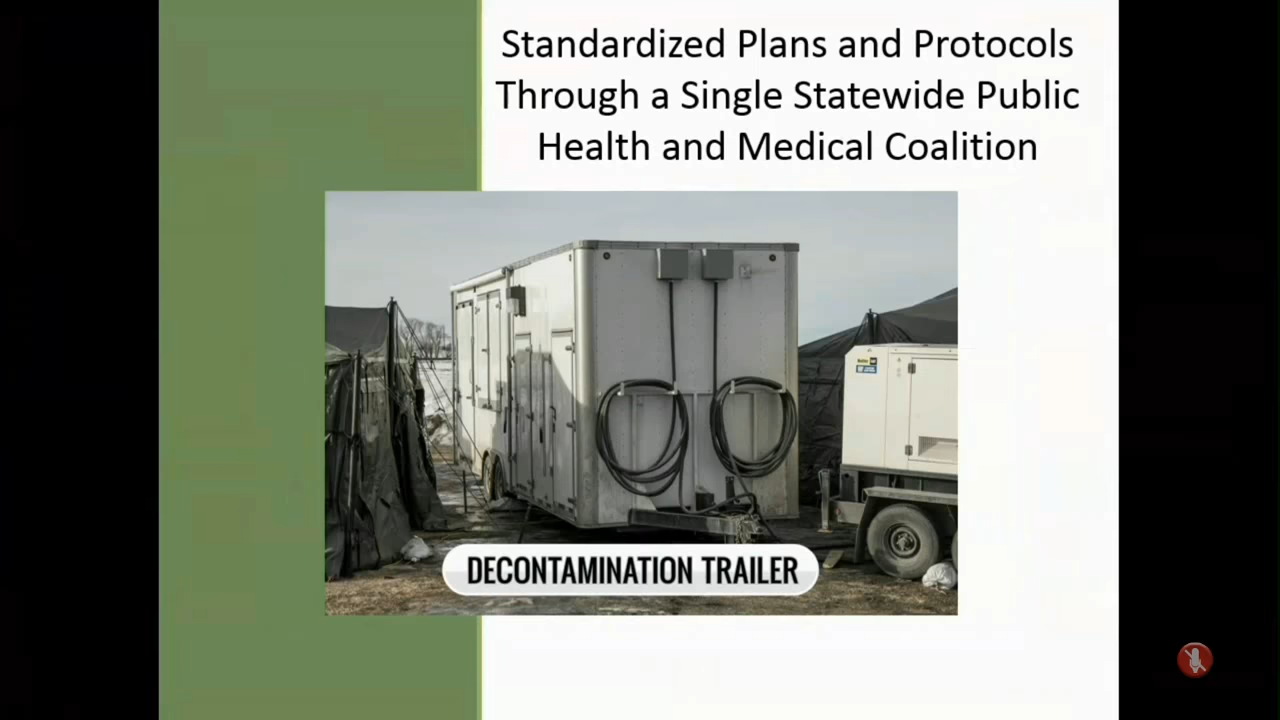 Standardized Plans and Protocols
Through a Single Statewide Public
Health and Medical Coalition
DECONTAMINATION TRAILER